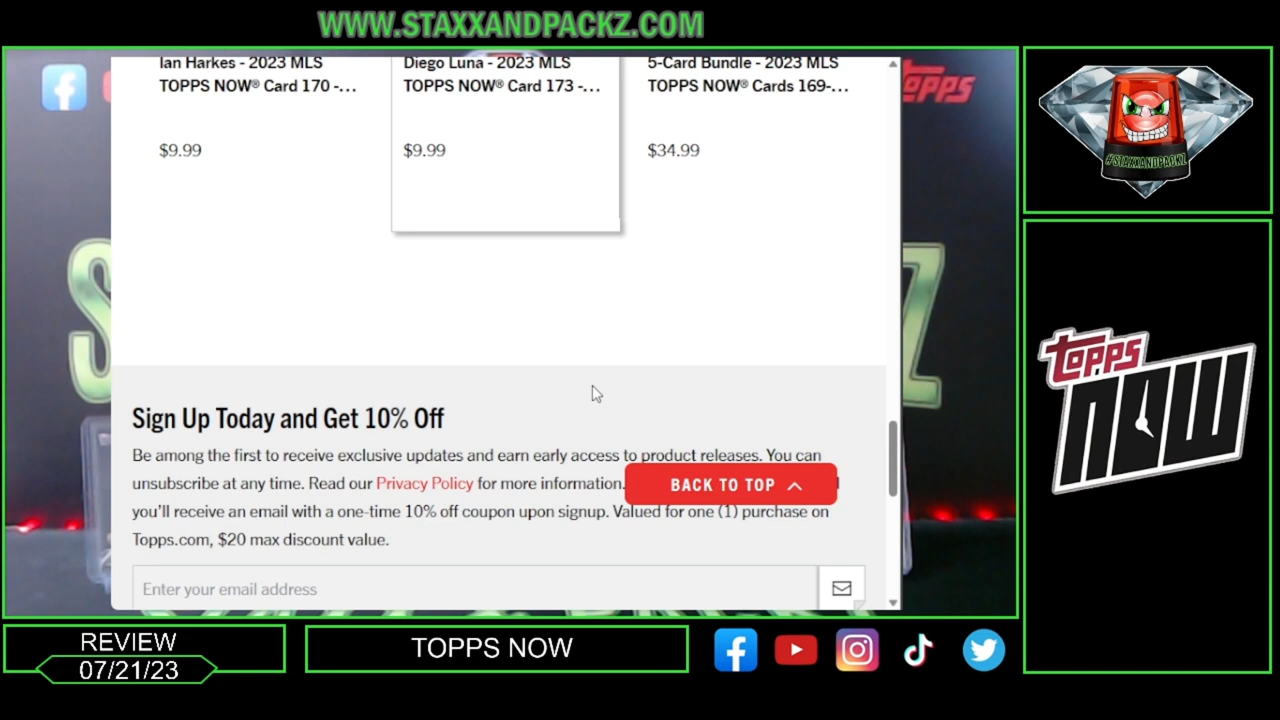 WWW.STAXXANDPACKZ.COM
Ian Harkes - 2023 MLS
TOPPS NOW® Card 170 -...
$9.99
Diego Luna - 2023 MLS
TOPPS NOW® Card 173 -...
$9.99
5-Card Bundle - 2023 MLS
TOPPS NOW® Cards 169-...
$34.99
Sign Up Today and Get 10% Off
Be among the first to receive exclusive updates and earn early access to product releases. You can
unsubscribe at any time. Read our Privacy Policy for more information.
you'll receive an email with a one-time 10% off coupon upon signup. Valued for one (1) purchase on
Topps.com, $20 max discount value.
BACK TO TOP
Enter your email address
#STAXXANDPACKZ
topps
NOW
REVIEW
07/21/23
TOPPS NOW